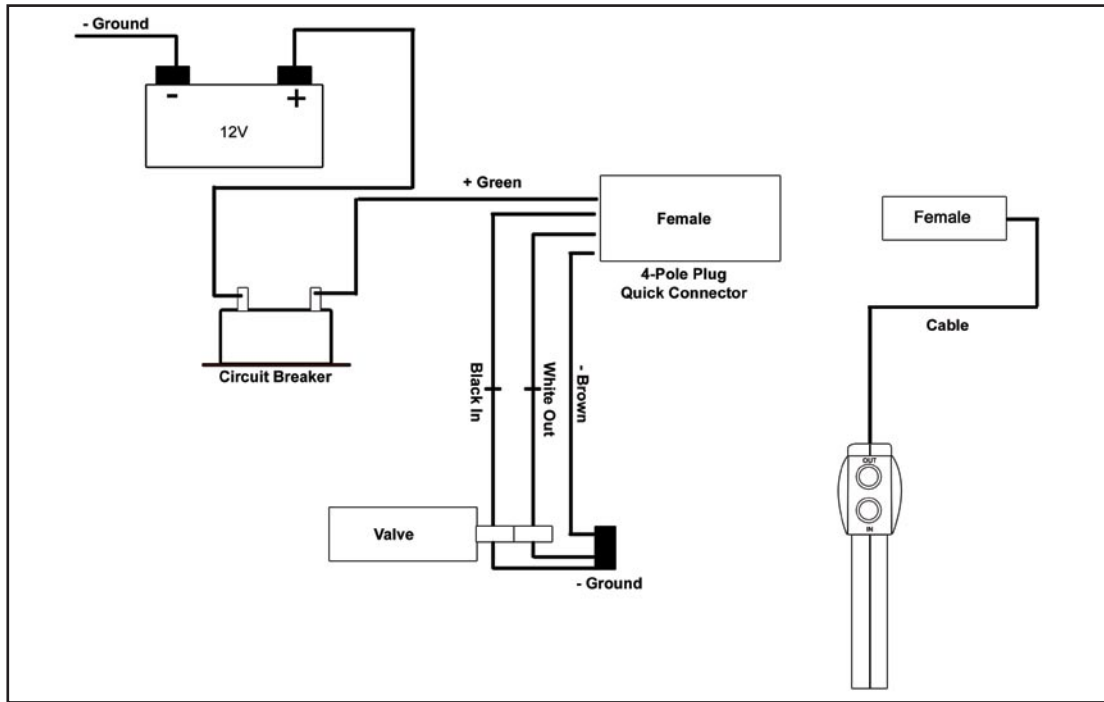 - Ground
- +
12V
+ Green
Female
4-Pole Plug
Quick Connector
Female
Cable
Circuit Breaker
Black In
White Out
- Brown
OUT
IN
Valve
- Ground